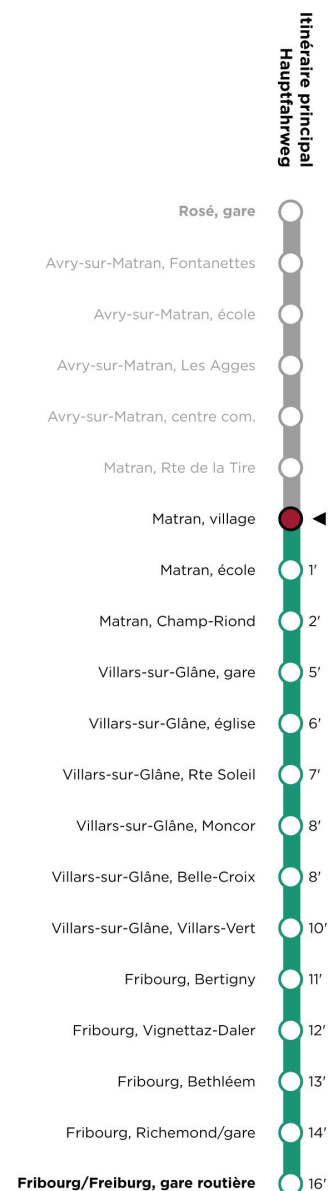 Itinéraire principal
Hauptfahrweg
Rosé, gare
Avry-sur-Matran, Fontanettes
Avry-sur-Matran, école
Avry-sur-Matran, Les Agges
Avry-sur-Matran, centre com.
Matran, Rte de la Tire
Matran, village
Matran, école 1'
Matran, Champ-Riond 2'
Villars-sur-Glâne, gare 5'
Villars-sur-Glâne, église 6'
Villars-sur-Glâne, Rte Soleil 7'
Villars-sur-Glâne, Moncor 8'
Villars-sur-Glâne, Belle-Croix 8'
Villars-sur-Glâne, Villars-Vert 10'
Fribourg, Bertigny 11'
Fribourg, Vignettaz-Daler 12'
Fribourg, Bethléem 13'
Fribourg, Richemond/gare 14'
Fribourg/Freiburg, gare routière 16'